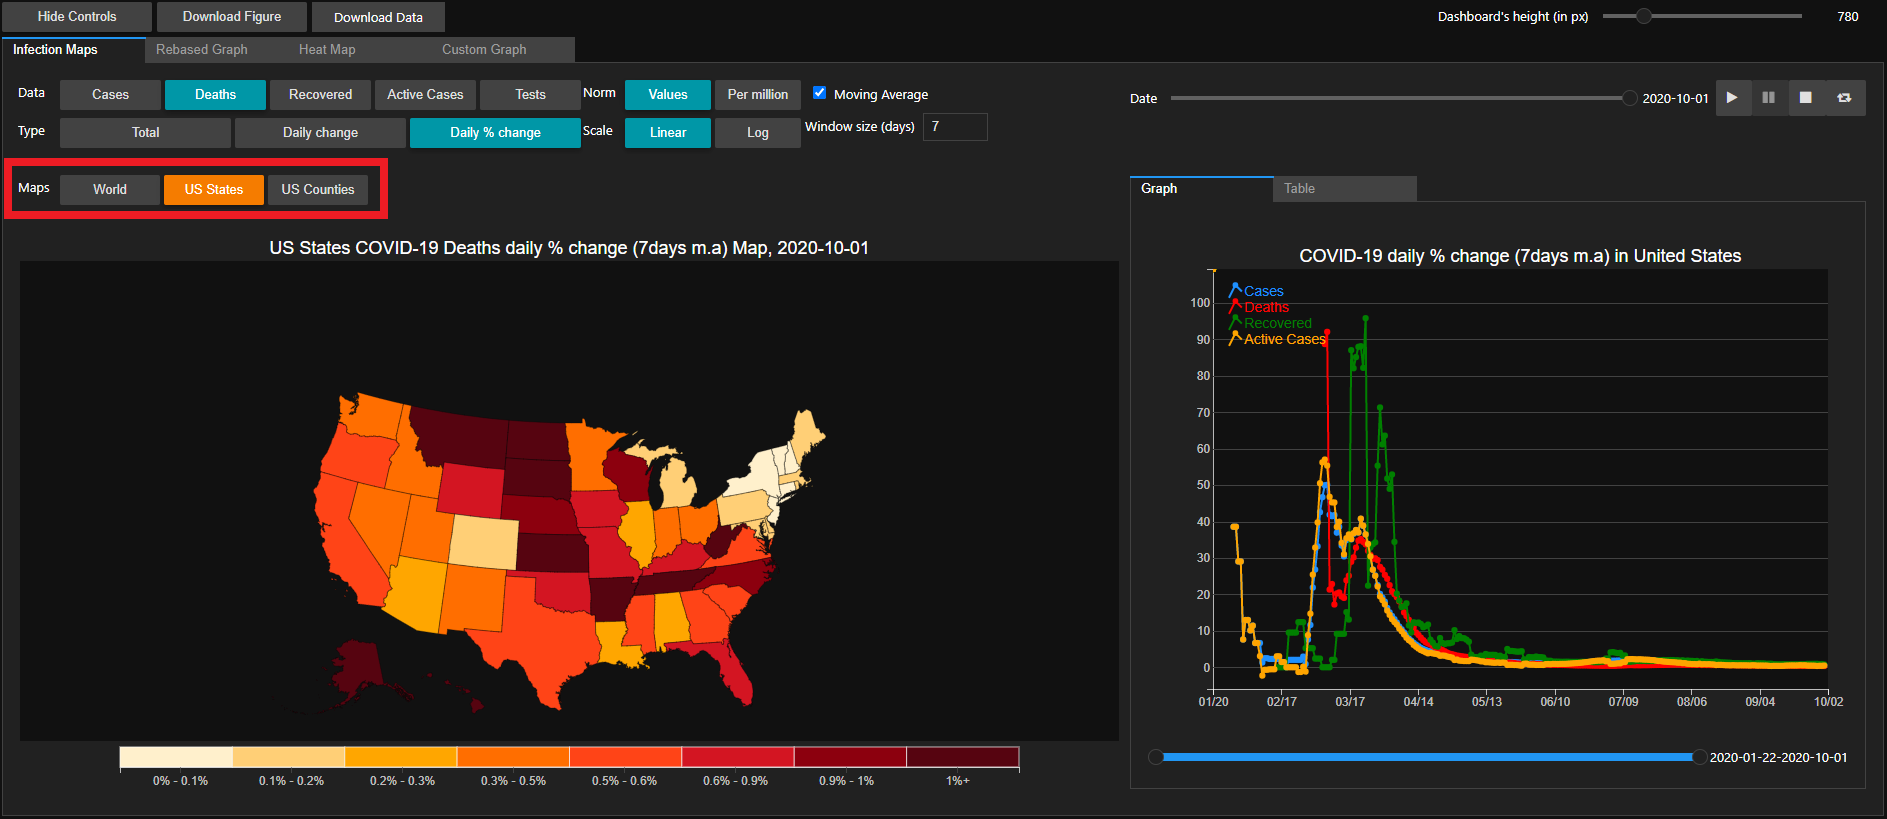 Hide Controls Download Figure Download Data Dashboard's height (in px) 780
Infection Maps Rebased Graph Heat Map Custom Graph
Data Cases Deaths Recovered Active Cases Tests Norm Values Per million Moving Average Date 2020-10-01
Type Total Daily change Daily % change Scale Linear Log Window size (days) 7
Maps World US States US Counties
Graph Table
US States COVID-19 Deaths daily % change (7days m.a) Map, 2020-10-01
0% - 0.1% 0.1% - 0.2% 0.2% - 0.3% 0.3% - 0.5% 0.5% - 0.6% 0.6% - 0.9% 0.9% - 1% 1%+
COVID-19 daily % change (7days m.a) in United States
Cases
Deaths
Recovered
Active Cases
100
90
80
70
60
50
40
30
20
10
0
01/20 02/17 03/17 04/14 05/13 06/10 07/09 08/06 09/04 10/02
2020-01-22-2020-10-01